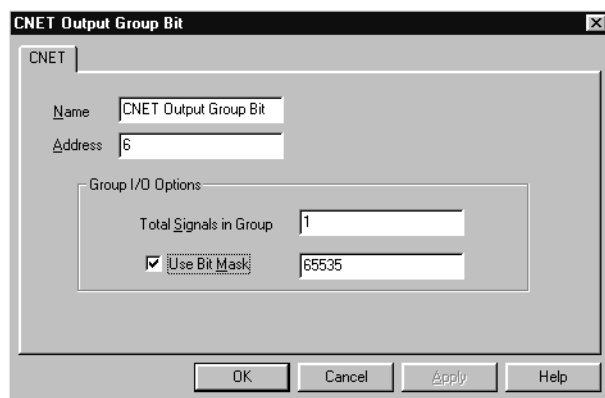 CNET Output Group Bit
CNET
Name CNET Output Group Bit
Address 6
Group I/O Options
Total Signals in Group 1
Use Bit Mask 65535
OK Cancel Apply Help